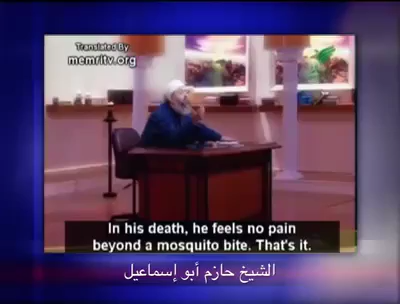 Translated By
memritv.org
In his death, he feels no pain
beyond a mosquito bite. That's it.
الشيخ حازم أبو إسماعيل